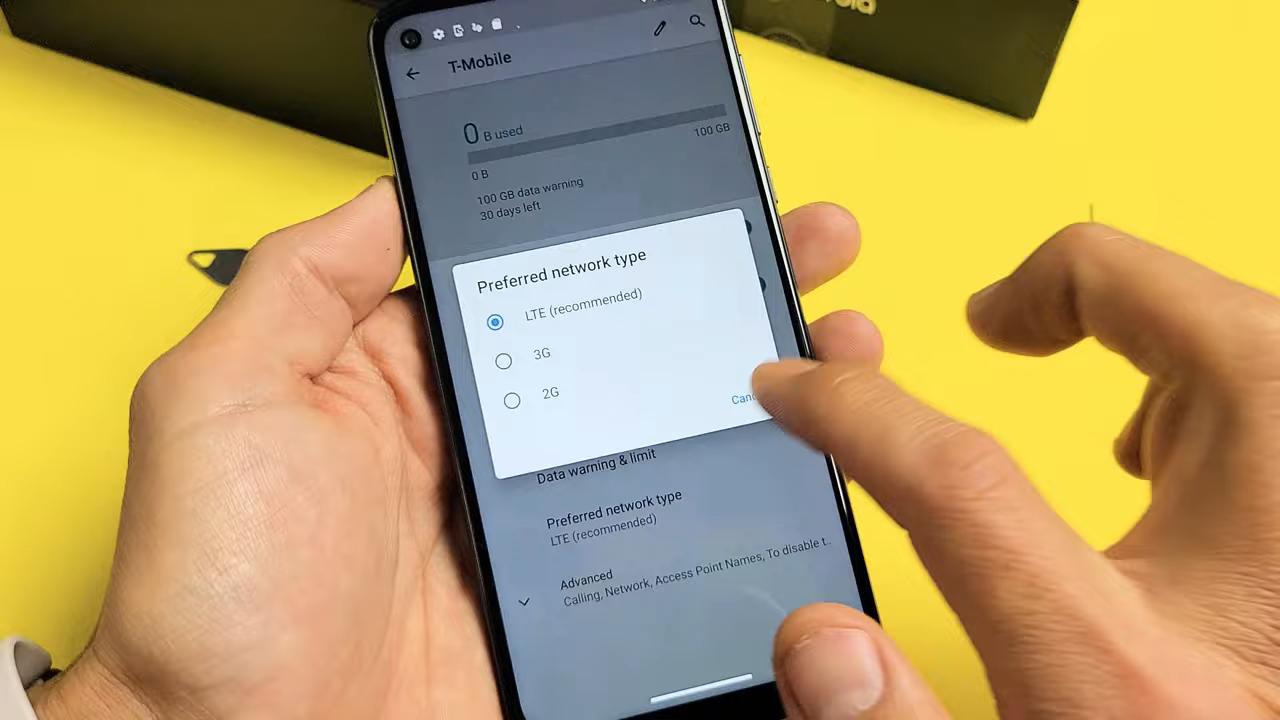 T-Mobile
0 B used
100 GB
0 B
100 GB data warning
30 days left
Preferred network type
LTE (recommended)
3G
2G
Data warning & limit
Preferred network type
LTE (recommended)
Advanced
Calling, Network, Access Point Names, To disable t..